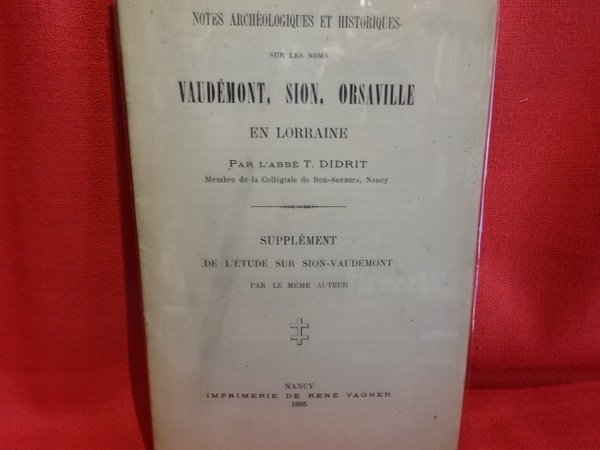 NOTES ARCHÉOLOGIQUES ET HISTORIQUES
SUR LES NOMS
VAUDÉMONT, SION, ORSAVILLE
EN LORRAINE
PAR L'ABBÉ T. DIDRIT
Membre de la Collégiale de Bon-Secours, Nancy
SUPPLÉMENT
DE L'ÉTUDE SUR SION-VAUDÉMONT
PAR LE MÊME AUTEUR
NANCY
IMPRIMERIE DE RENÉ VAGNER
1895